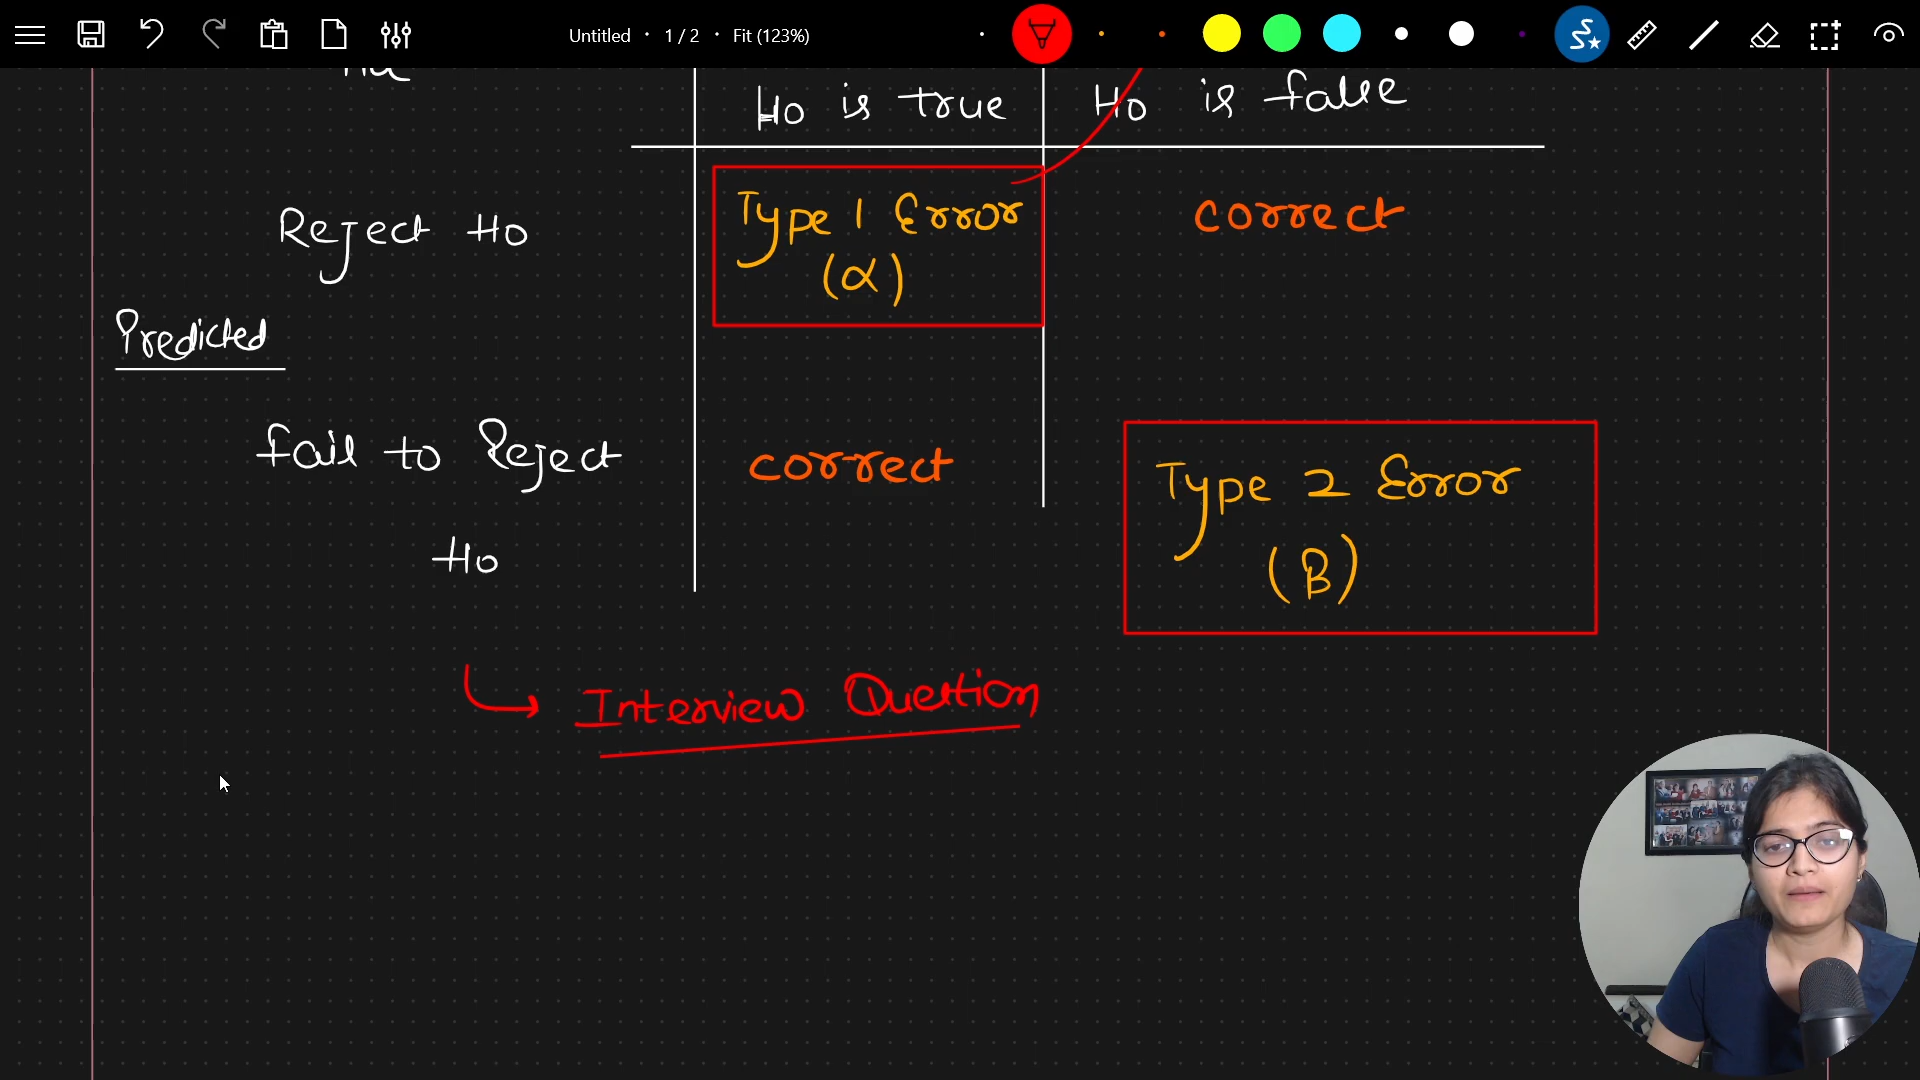 Untitled • 1 / 2 • Fit (123%)
Ho is true Ho is false
Reject Ho Type 1 Error correct
(α)
Predicted
fail to Reject correct Type 2 Error
Ho (B)
Interview Question